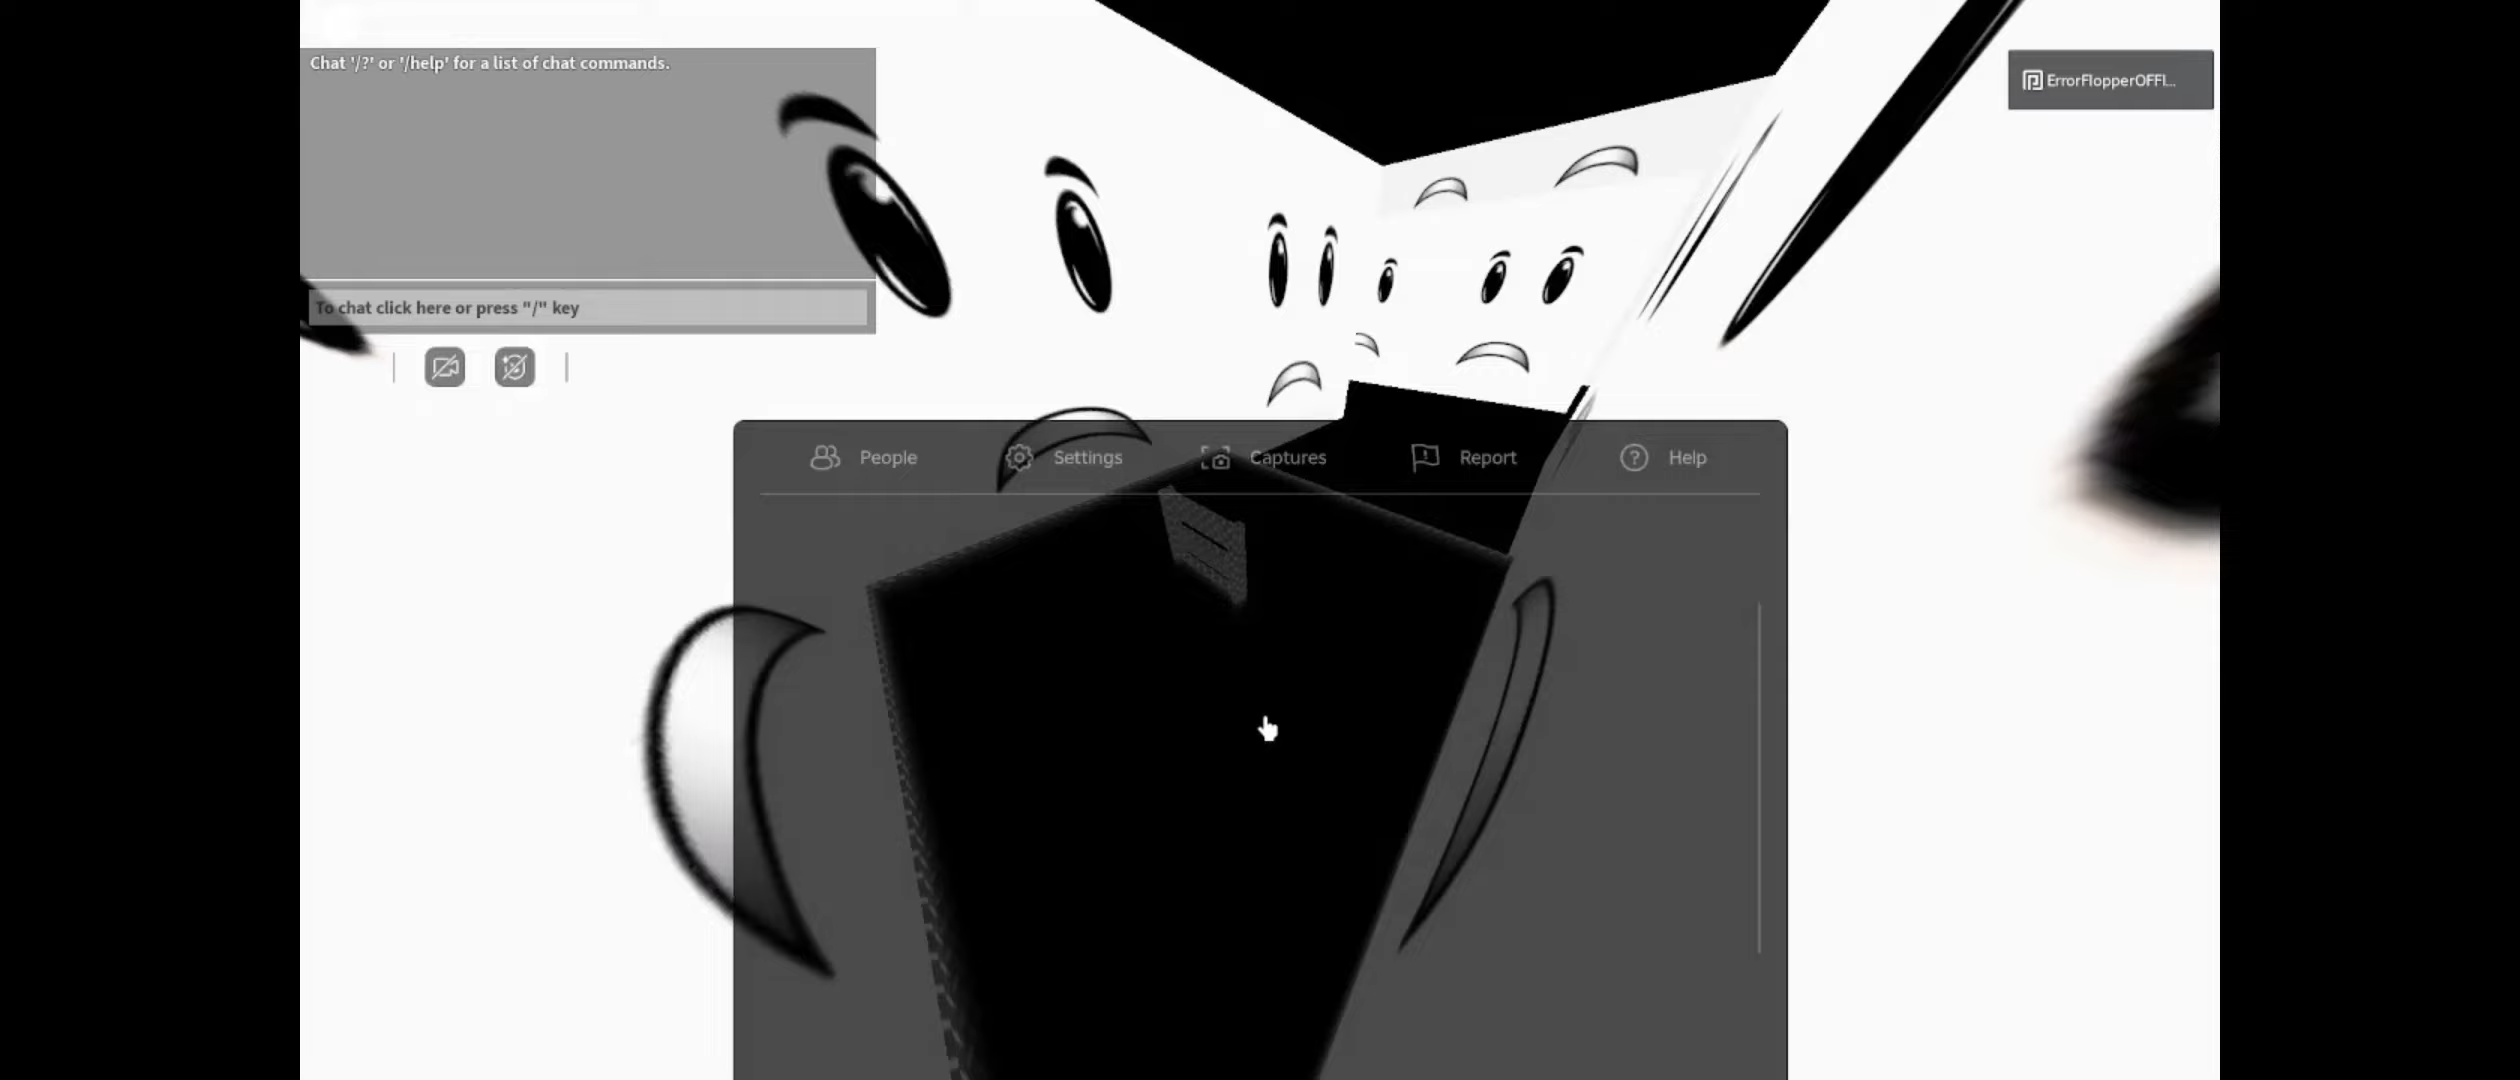 Chat '/?' or '/help' for a list of chat commands.
ErrorFlopperOFFI...
To chat click here or press "/" key
People Settings Captures Report Help